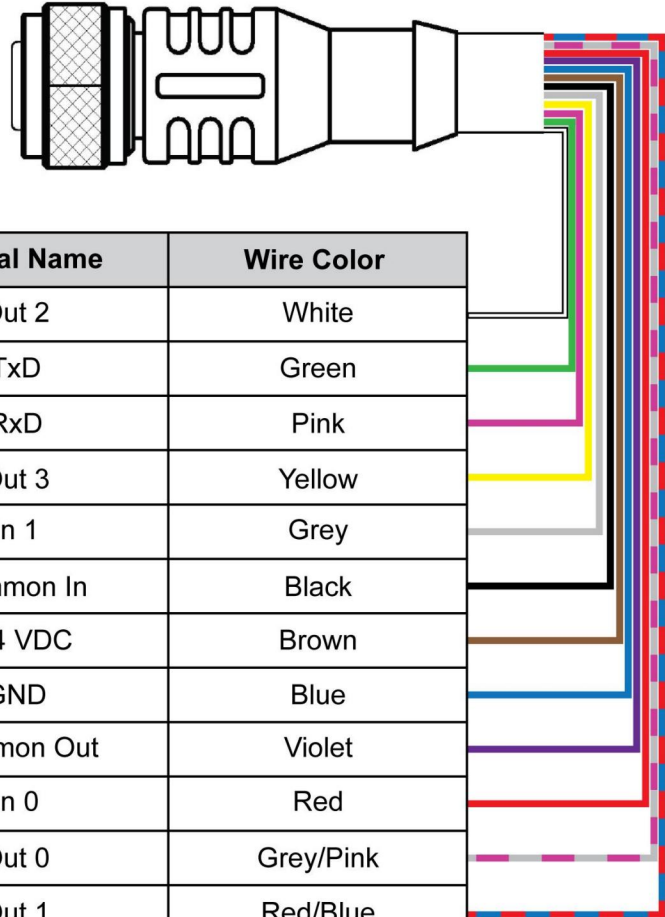 al Name Wire Color
Out 2 White
TxD Green
RxD Pink
Out 3 Yellow
n 1 Grey
mon In Black
4 VDC Brown
GND Blue
mon Out Violet
n 0 Red
Out 0 Grey/Pink
Out 1 Red/Blue